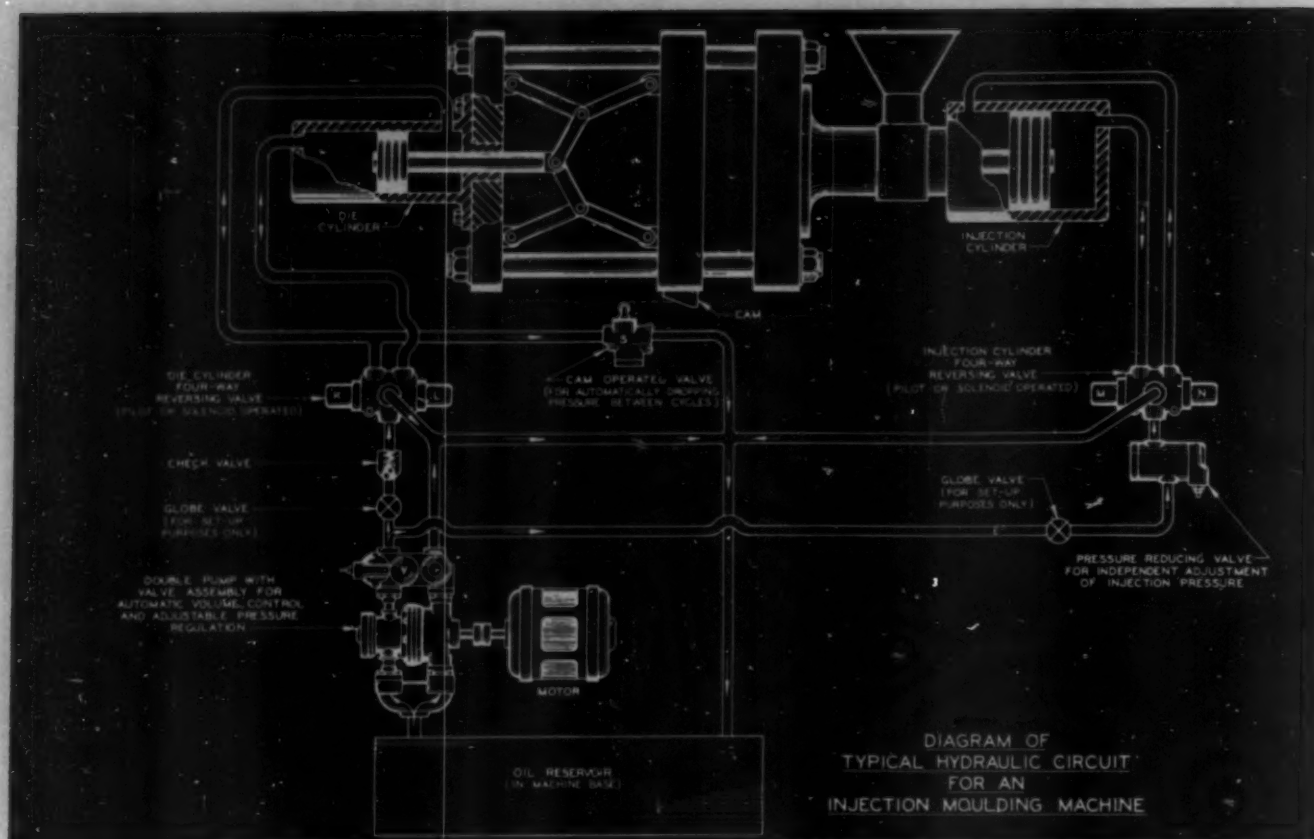 DIE
CYLINDER
INJECTION
CYLINDER
CAM
S
DIE CYLINDER
FOUR-WAY
REVERSING VALVE
(PILOT OR SOLENOID OPERATED)
K
L
CAM OPERATED VALVE
(FOR AUTOMATICALLY DROPPING
PRESSURE BETWEEN CYCLES)
INJECTION CYLINDER
FOUR-WAY
REVERSING VALVE
(PILOT OR SOLENOID OPERATED)
M
N
CHECK VALVE
GLOBE VALVE
(FOR SET-UP
PURPOSES ONLY)
GLOBE VALVE
(FOR SET-UP
PURPOSES ONLY)
PRESSURE REDUCING VALVE
FOR INDEPENDENT ADJUSTMENT
OF INJECTION PRESSURE
DOUBLE PUMP WITH
VALVE ASSEMBLY FOR
AUTOMATIC VOLUME CONTROL
AND ADJUSTABLE PRESSURE
REGULATION
V
MOTOR
OIL RESERVOIR
(IN MACHINE BASE)
DIAGRAM OF
TYPICAL HYDRAULIC CIRCUIT
FOR AN
INJECTION MOULDING MACHINE